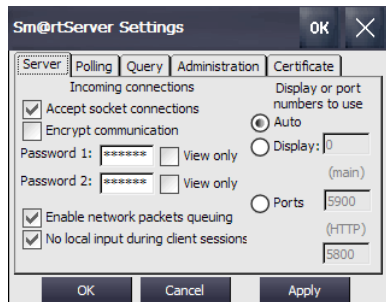 Sm@rtServer Settings OK
Server Polling Query Administration Certificate
Incoming connections
Accept socket connections
Encrypt communication
Password 1: ****** View only
Password 2: ****** View only
Enable network packets queuing
No local input during client sessions
Display or port
numbers to use
Auto
Display: 0
(main)
Ports 5900
(HTTP)
5800
OK Cancel Apply